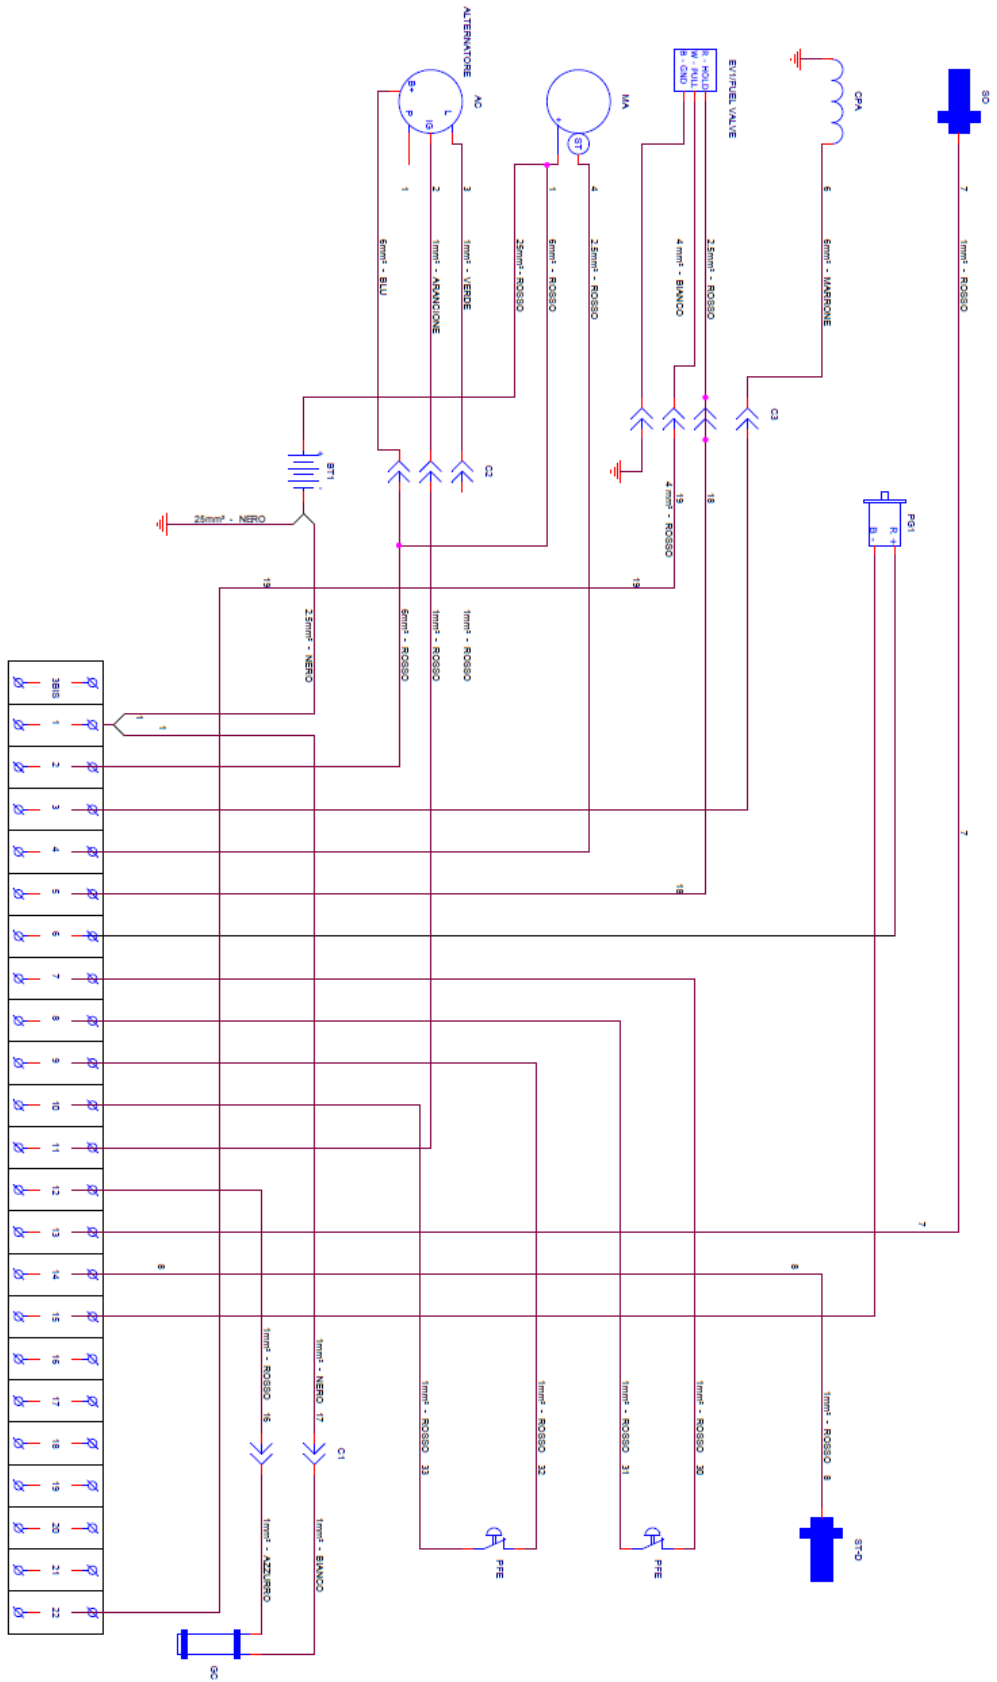 SO
7
1mm² - ROSSO
7
7
CPA
6
6mm² - MARRONE
C3
EV1/FUEL VALVE
R - HOLD
W - PULL
B - GND
2.5mm² - ROSSO
4 mm² - BIANCO
18
19
4 mm² - ROSSO
18
19
19
MA
+
ST
4
2.5mm² - ROSSO
1
6mm² - ROSSO
25mm² - ROSSO
ALTERNATORE
AC
B+
P
IG
L
3
1mm² - VERDE
2
1mm² - ARANCIONE
1
6mm² - BLU
C2
1mm² - ROSSO
1mm² - ROSSO
6mm² - ROSSO
BT1
+
-
25mm² - NERO
2.5mm² - NERO
PG1
R +
B -
1
1
3BIS
1
2
3
4
5
6
7
8
9
10
11
12
13
14
15
16
17
18
19
20
21
22
8
8
1mm² - ROSSO 8
ST-D
1mm² - ROSSO 30
1mm² - ROSSO 31
PFE
1mm² - ROSSO 32
1mm² - ROSSO 33
PFE
1mm² - NERO 17
1mm² - ROSSO 16
C1
1mm² - BIANCO
1mm² - AZZURRO
GC